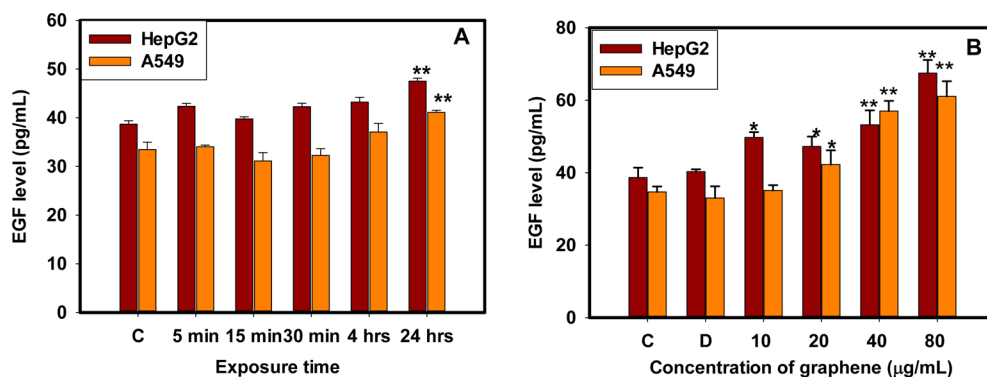 A
HepG2
A549
EGF level (pg/mL)
60
50
40
30
20
10
0
**
**
C 5 min 15 min 30 min 4 hrs 24 hrs
Exposure time
B
HepG2
A549
EGF level (pg/mL)
80
60
40
20
0
*
*
*
**
**
**
**
C D 10 20 40 80
Concentration of graphene (μg/mL)